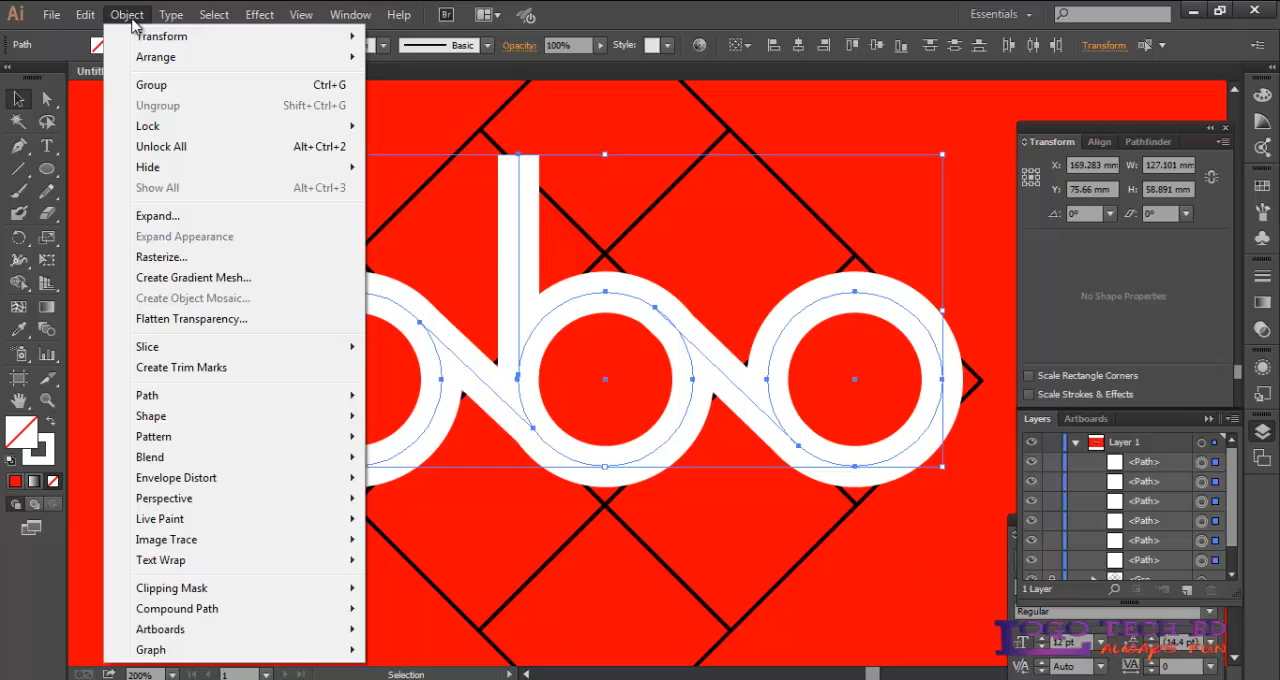 Ai File Edit Object Type Select Effect View Window Help Br Essentials
Path Basic Opacity: 100% Style: Transform
Untitl
Transform
Arrange
Group Ctrl+G
Ungroup Shift+Ctrl+G
Lock
Unlock All Alt+Ctrl+2
Hide
Show All Alt+Ctrl+3
Expand...
Expand Appearance
Rasterize...
Create Gradient Mesh...
Create Object Mosaic...
Flatten Transparency...
Slice
Create Trim Marks
Path
Shape
Pattern
Blend
Envelope Distort
Perspective
Live Paint
Image Trace
Text Wrap
Clipping Mask
Compound Path
Artboards
Graph
obo
Transform Align Pathfinder
X: 169.283 mm W: 127.101 mm
Y: 75.66 mm H: 58.891 mm
0° 0°
No Shape Properties
Scale Rectangle Corners
Scale Strokes & Effects
Layers Artboards
Layer 1
<Path>
<Path>
<Path>
<Path>
<Path>
<Path>
<Gro
1 Layer
Regular
LOGO TECH BD
ALWAYS FUN
12 pt (14.4 pt)
Auto 0
200% 1 Selection